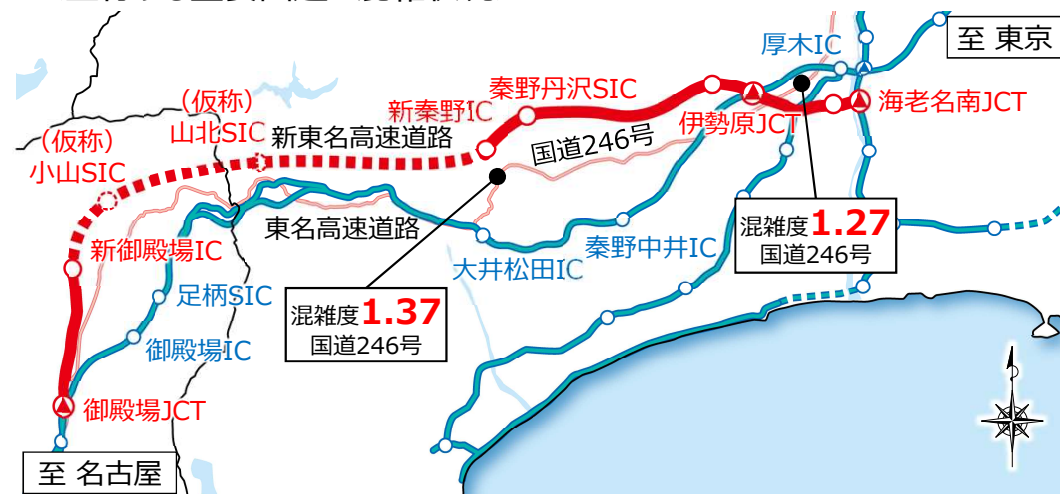 至 東京
厚木IC
秦野丹沢SIC
新秦野IC
海老名南JCT
伊勢原JCT
(仮称)
山北SIC
新東名高速道路
国道246号
(仮称)
小山SIC
混雑度1.27
国道246号
東名高速道路
新御殿場IC
秦野中井IC
大井松田IC
足柄SIC
混雑度1.37
国道246号
御殿場IC
御殿場JCT
至 名古屋